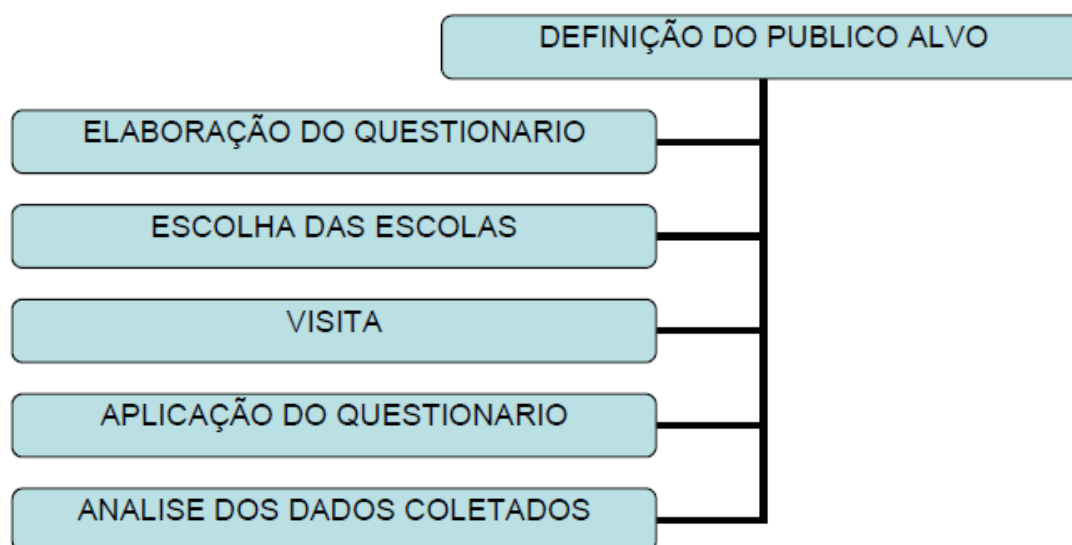 DEFINIÇÃO DO PUBLICO ALVO
ELABORAÇÃO DO QUESTIONARIO
ESCOLHA DAS ESCOLAS
VISITA
APLICAÇÃO DO QUESTIONARIO
ANALISE DOS DADOS COLETADOS